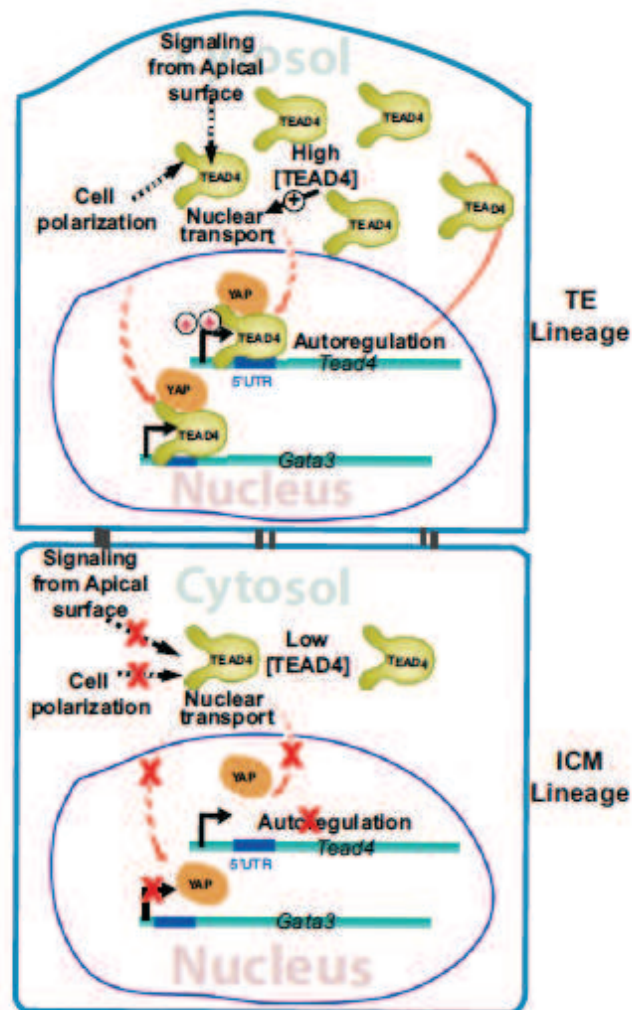 Signaling
from Apical
surface
Cytosol
TEAD4
TEAD4
TEAD4
High
[TEAD4]
+
Cell
polarization
Nuclear
transport
TEAD4
TEAD4
YAP
+ +
TEAD4
Autoregulation
Tead4
5'UTR
YAP
TEAD4
Gata3
Nucleus
TE
Lineage
Signaling
from Apical
surface
Cytosol
Low
[TEAD4]
TEAD4
TEAD4
Cell
polarization
Nuclear
transport
YAP
Autoregulation
Tead4
5'UTR
YAP
Gata3
Nucleus
ICM
Lineage